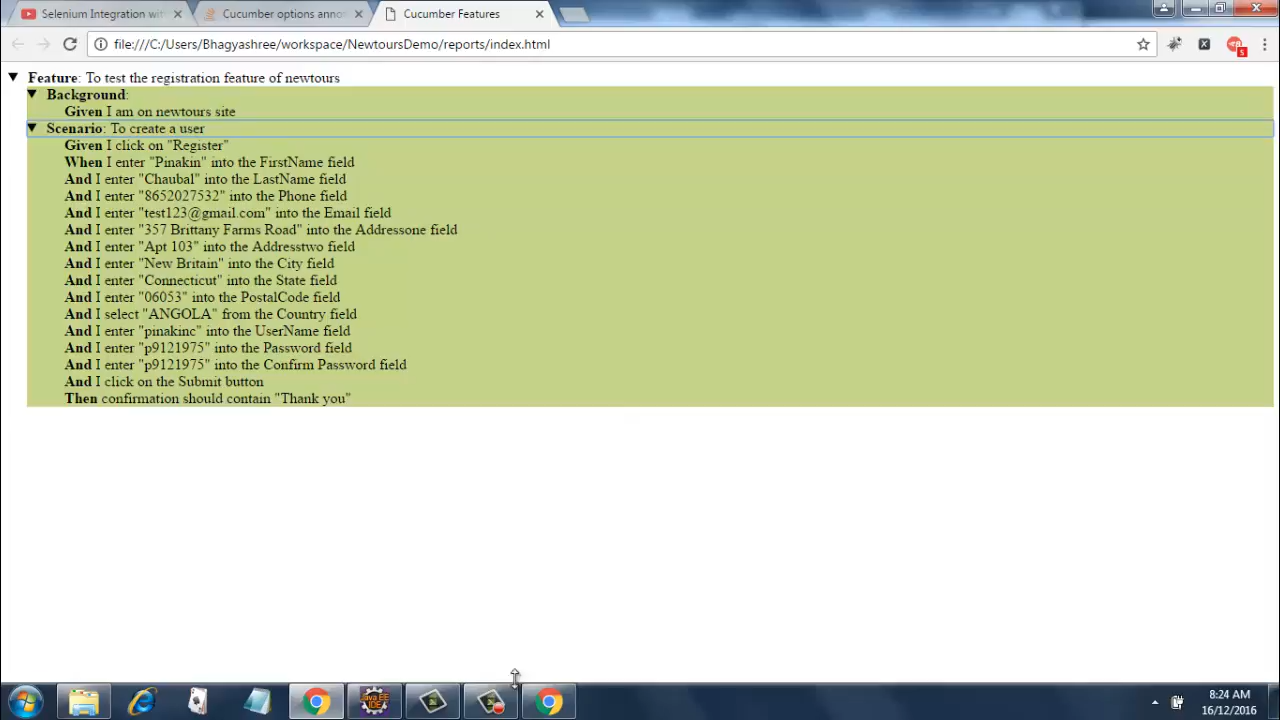 Selenium Integration wit
Cucumber options anno
Cucumber Features
file:///C:/Users/Bhagyashree/workspace/NewtoursDemo/reports/index.html
5
Feature: To test the registration feature of newtours
Background:
Given I am on newtours site
Scenario: To create a user
Given I click on "Register"
When I enter "Pinakin" into the FirstName field
And I enter "Chaubal" into the LastName field
And I enter "8652027532" into the Phone field
And I enter "test123@gmail.com" into the Email field
And I enter "357 Brittany Farms Road" into the Addressone field
And I enter "Apt 103" into the Addresstwo field
And I enter "New Britain" into the City field
And I enter "Connecticut" into the State field
And I enter "06053" into the PostalCode field
And I select "ANGOLA" from the Country field
And I enter "pinakinc" into the UserName field
And I enter "p9121975" into the Password field
And I enter "p9121975" into the Confirm Password field
And I click on the Submit button
Then confirmation should contain "Thank you"
Java EE
IDE
8:24 AM
16/12/2016